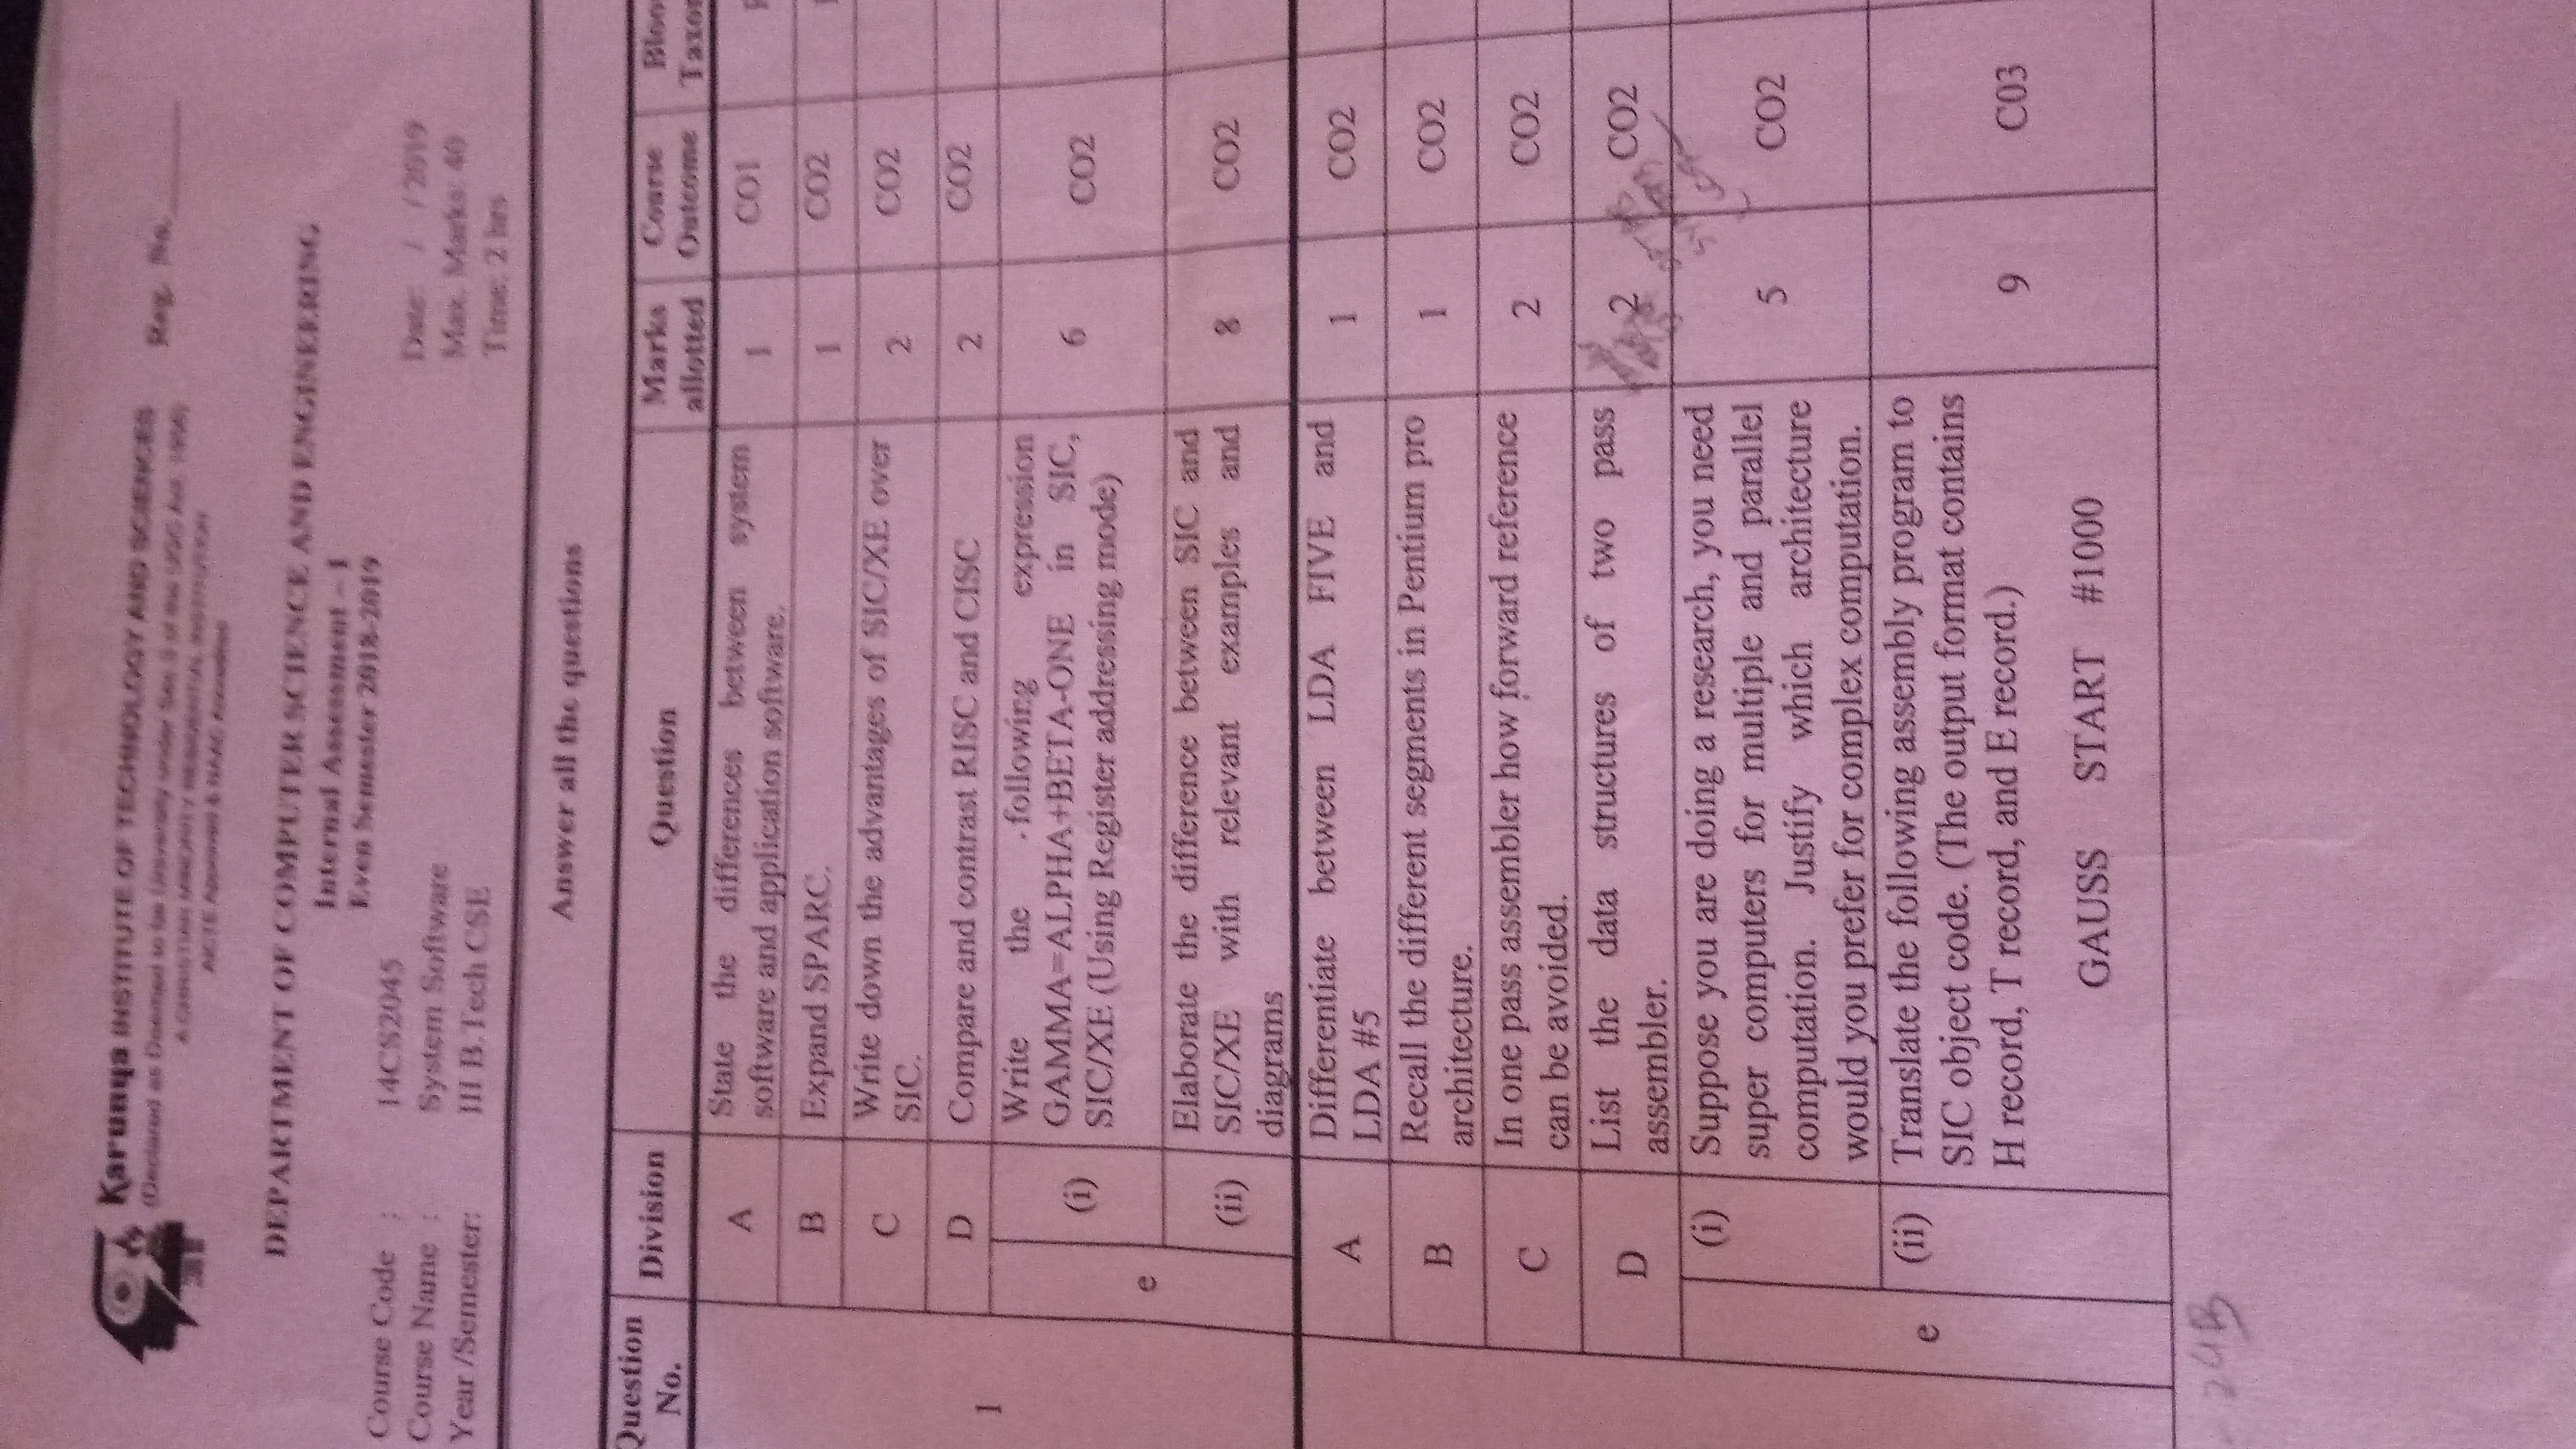 Karunya INSTITUTE OF TECHNOLOGY AND SCIENCES
(Declared as Deemed to be University under Sec.3 of the UGC Act, 1956)
A CHRISTIAN MINORITY RESIDENTIAL INSTITUTION
AICTE Approved & NAAC Accredited
Reg. No.
DEPARTMENT OF COMPUTER SCIENCE AND ENGINEERING
Internal Assessment – 1
Even Semester 2018-2019
Course Code : 14CS2045 Date: / / 2019
Course Name : System Software Max. Marks: 40
Year /Semester: III B.Tech CSE Time: 2 hrs
Answer all the questions
Question No. Division Question Marks allotted Course Outcome
1 A State the differences between system 1 CO1
software and application software.
B Expand SPARC. 1 CO2
C Write down the advantages of SIC/XE over 2 CO2
SIC.
D Compare and contrast RISC and CISC 2 CO2
e (i) Write the following expression 6 CO2
GAMMA=ALPHA+BETA-ONE in SIC,
SIC/XE (Using Register addressing mode)
(ii) Elaborate the difference between SIC and 8 CO2
SIC/XE with relevant examples and
diagrams
A Differentiate between LDA FIVE and 1 CO2
LDA #5
B Recall the different segments in Pentium pro 1 CO2
architecture.
C In one pass assembler how forward reference 2 CO2
can be avoided.
D List the data structures of two pass 2 CO2
assembler.
e (i) Suppose you are doing a research, you need 5 CO2
super computers for multiple and parallel
computation. Justify which architecture
would you prefer for complex computation.
(ii) Translate the following assembly program to 9 C03
SIC object code. (The output format contains
H record, T record, and E record.)
GAUSS START #1000